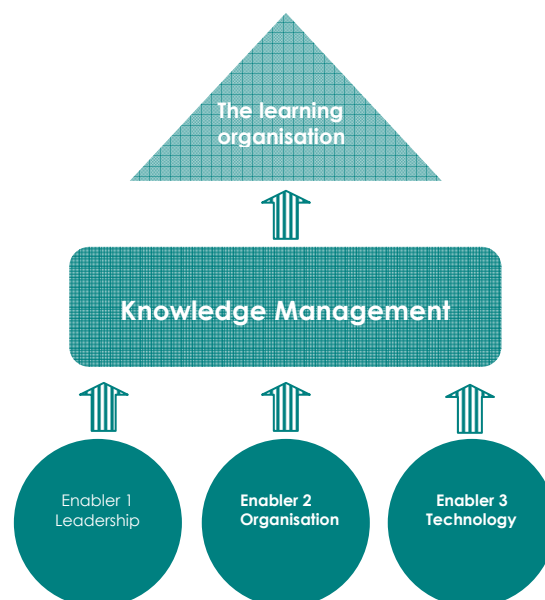 The learning
organisation
Knowledge Management
Enabler 1
Leadership
Enabler 2
Organisation
Enabler 3
Technology